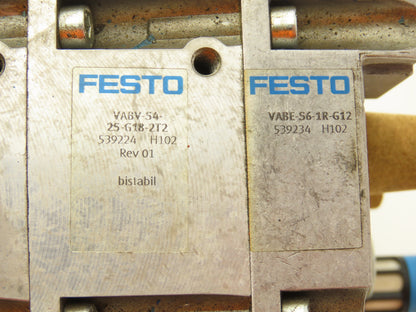 FESTO
VABV-S4-
25-G18-2T2
539224 H102
Rev 01
bistabil
FESTO
VABE-S6-1R-G12
539234 H102